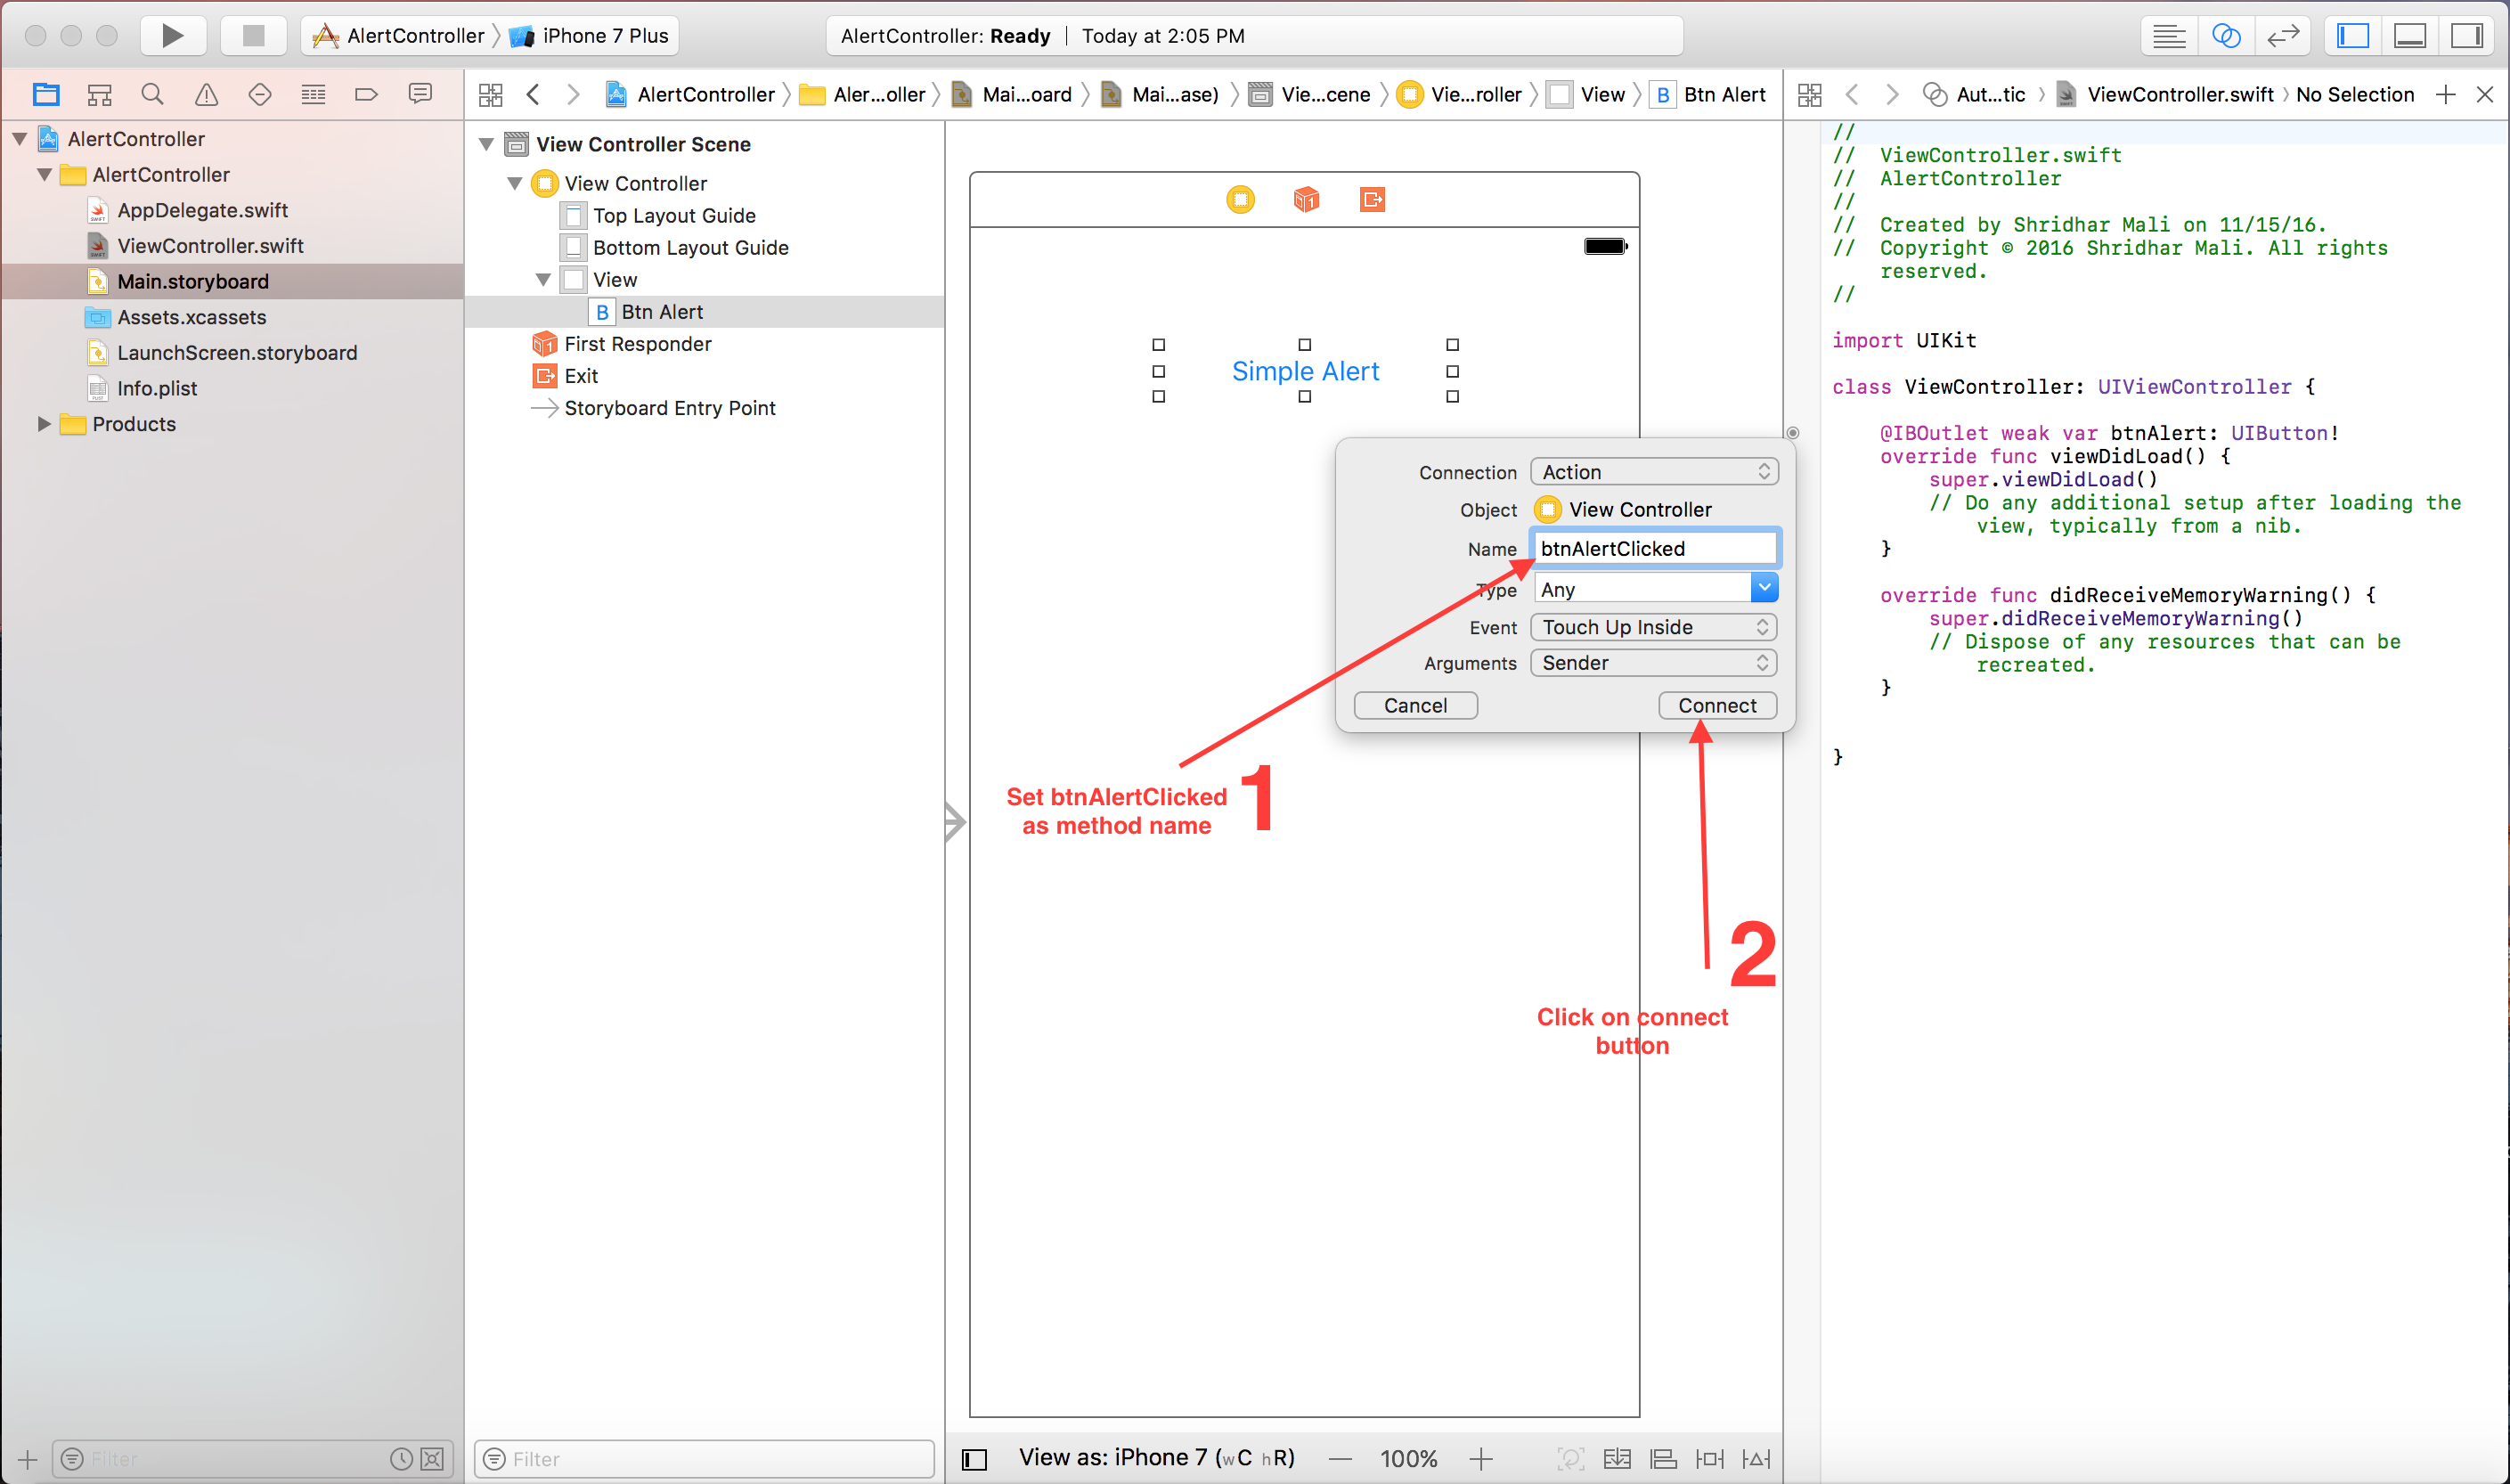 AlertController
iPhone 7 Plus
AlertController: Ready
Today at 2:05 PM
AlertController
Aler...oller
Mai...oard
Mai...ase)
Vie...cene
Vie...roller
View
B
Btn Alert
Aut...tic
ViewController.swift
No Selection
AlertController
AlertController
AppDelegate.swift
ViewController.swift
Main.storyboard
Assets.xcassets
LaunchScreen.storyboard
Info.plist
Products
View Controller Scene
View Controller
Top Layout Guide
Bottom Layout Guide
View
B Btn Alert
First Responder
Exit
Storyboard Entry Point
Simple Alert
Connection Action
Object View Controller
Name btnAlertClicked
Type Any
Event Touch Up Inside
Arguments Sender
Cancel Connect
Set btnAlertClicked
as method name
1
2
Click on connect
button
//
// ViewController.swift
// AlertController
//
// Created by Shridhar Mali on 11/15/16.
// Copyright © 2016 Shridhar Mali. All rights
reserved.
//
import UIKit
class ViewController: UIViewController {
@IBOutlet weak var btnAlert: UIButton!
override func viewDidLoad() {
super.viewDidLoad()
// Do any additional setup after loading the
view, typically from a nib.
}
override func didReceiveMemoryWarning() {
super.didReceiveMemoryWarning()
// Dispose of any resources that can be
recreated.
}
}
Filter
Filter
View as: iPhone 7 (wC hR)
100%